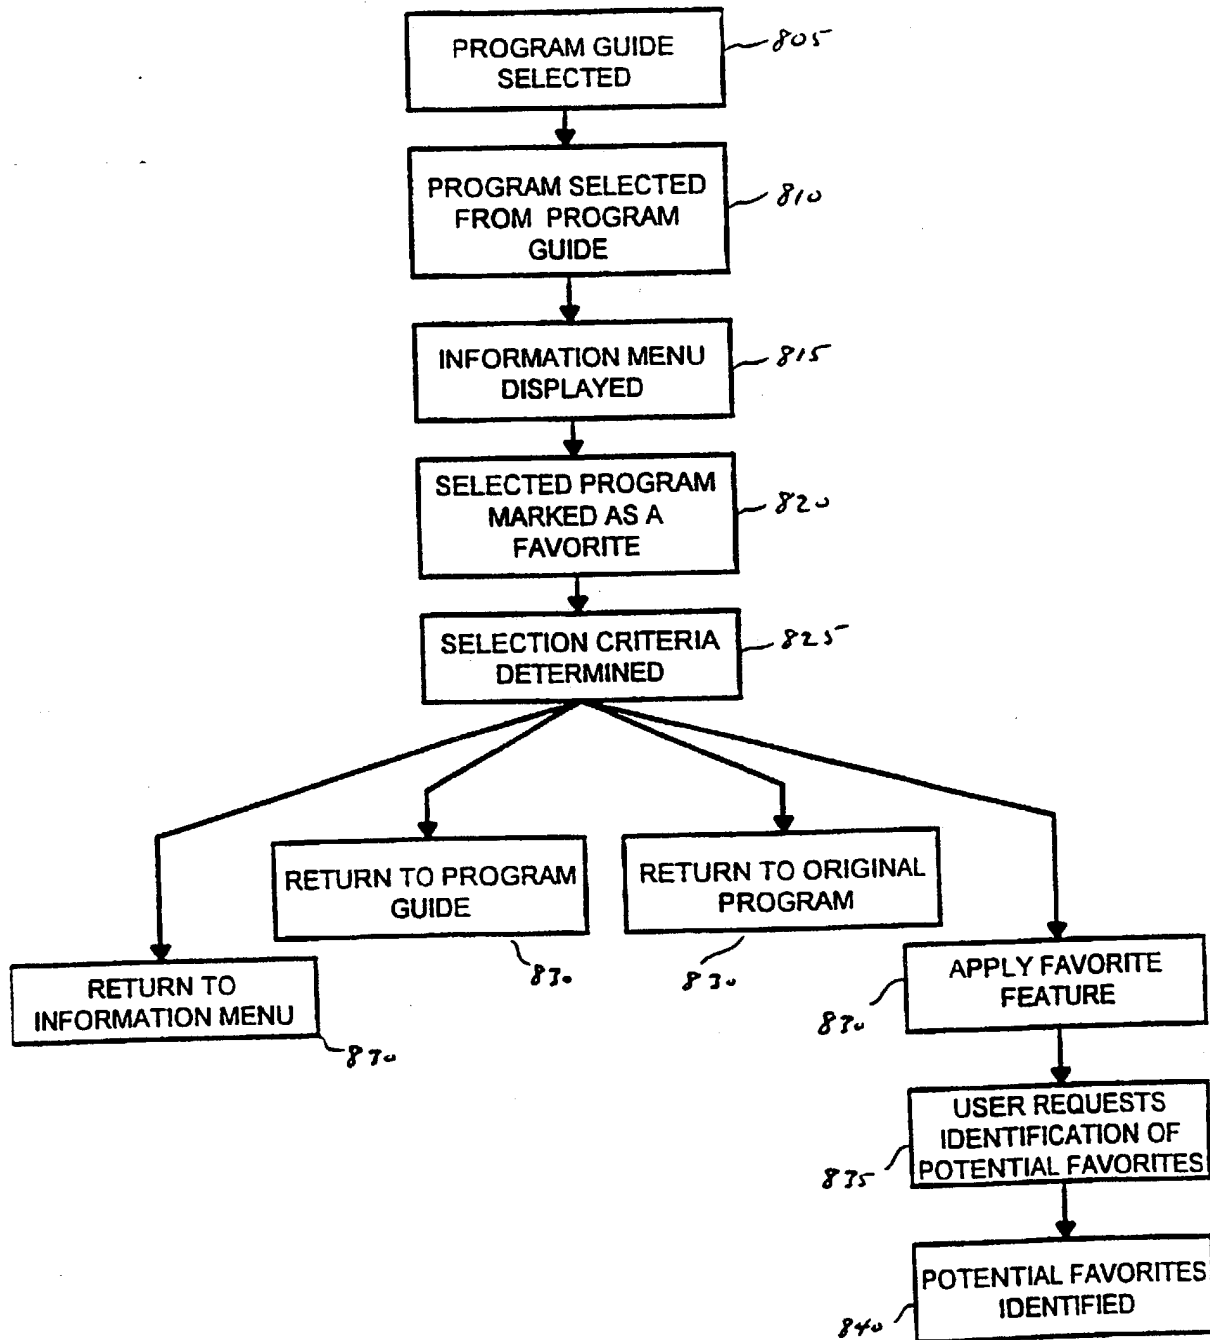 PROGRAM GUIDE
SELECTED
805
PROGRAM SELECTED
FROM PROGRAM
GUIDE
810
INFORMATION MENU
DISPLAYED
815
SELECTED PROGRAM
MARKED AS A
FAVORITE
820
SELECTION CRITERIA
DETERMINED
825
RETURN TO
INFORMATION MENU
830
RETURN TO PROGRAM
GUIDE
830
RETURN TO ORIGINAL
PROGRAM
830
APPLY FAVORITE
FEATURE
830
USER REQUESTS
IDENTIFICATION OF
POTENTIAL FAVORITES
835
POTENTIAL FAVORITES
IDENTIFIED
840